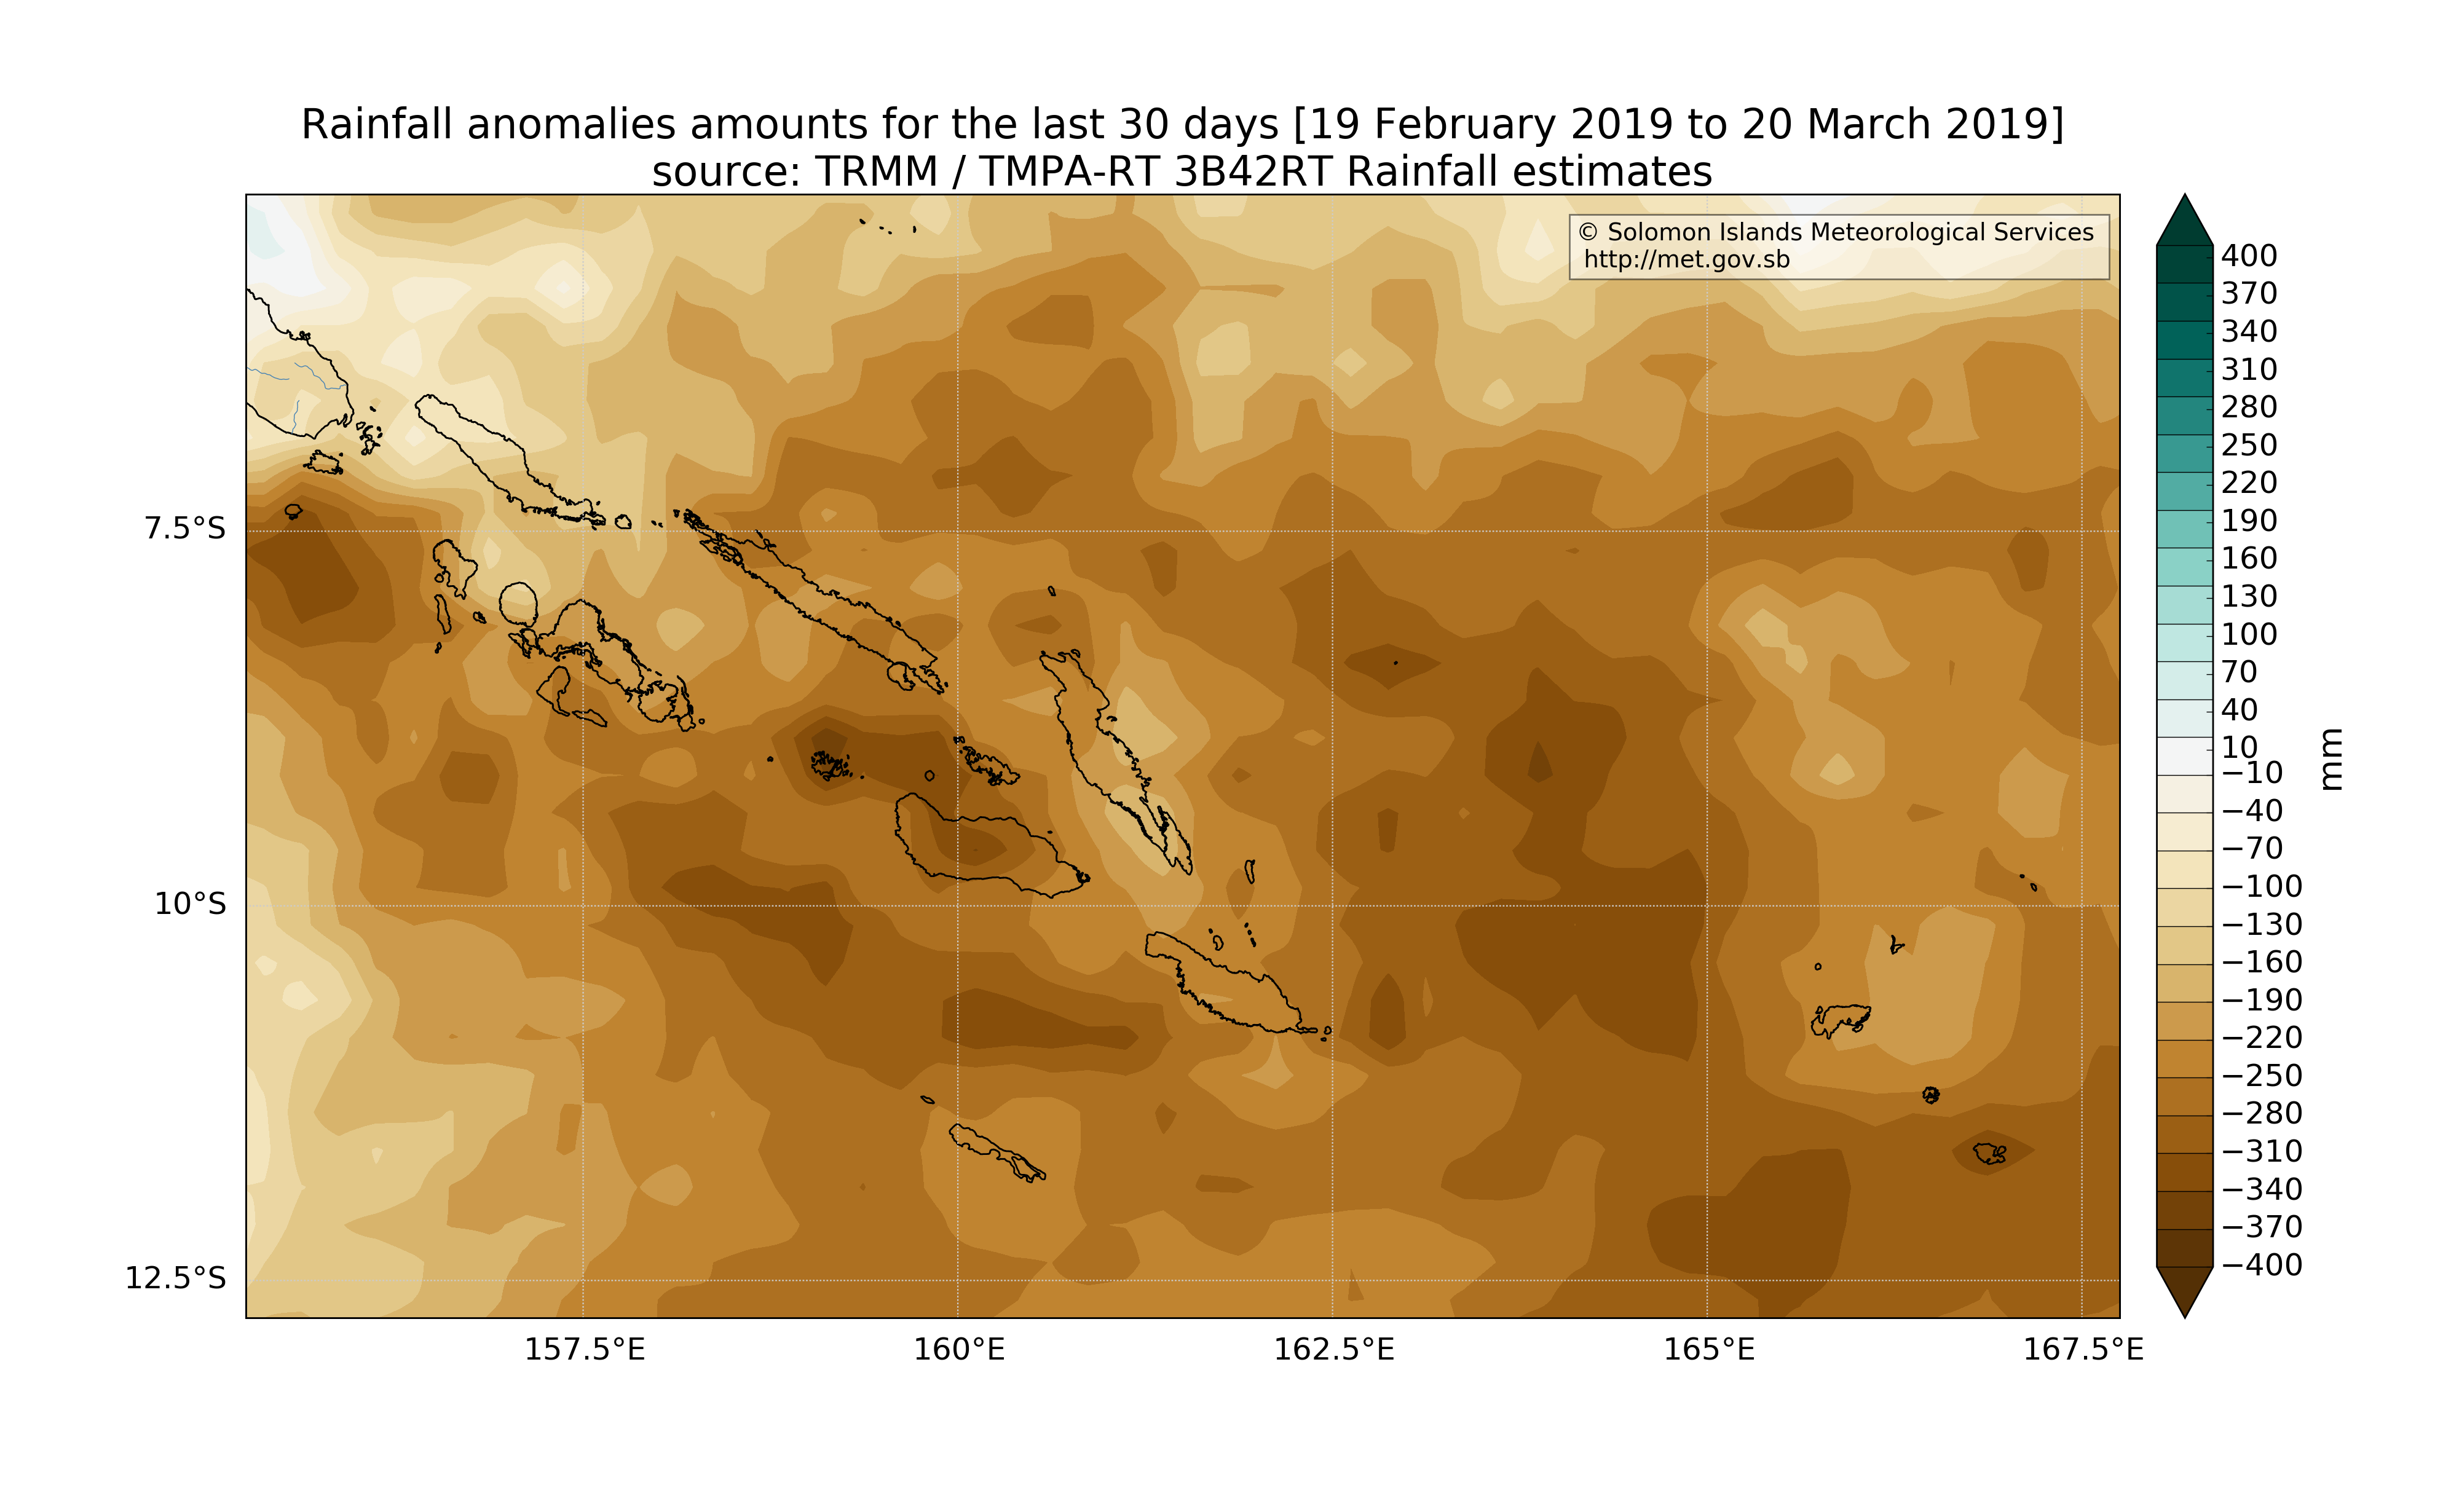 Rainfall anomalies amounts for the last 30 days [19 February 2019 to 20 March 2019]
source: TRMM / TMPA-RT 3B42RT Rainfall estimates
© Solomon Islands Meteorological Services
http://met.gov.sb
7.5°S
10°S
12.5°S
157.5°E
160°E
162.5°E
165°E
167.5°E
400
370
340
310
280
250
220
190
160
130
100
70
40
10
−10
−40
−70
−100
−130
−160
−190
−220
−250
−280
−310
−340
−370
−400
mm